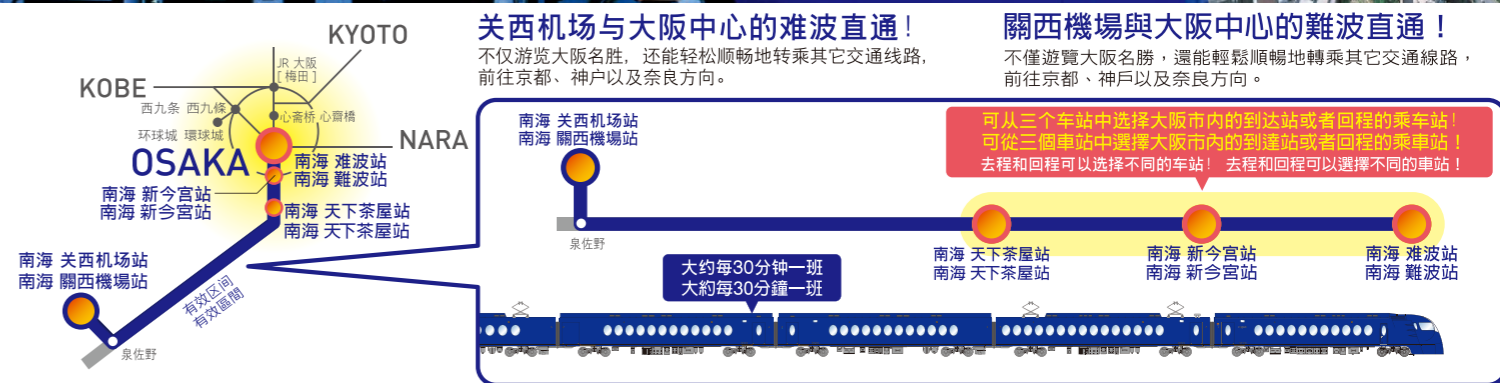 KYOTO
JR 大阪
[ 梅田 ]
KOBE
西九条 西九條
心斋桥 心齋橋
环球城 環球城
NARA
OSAKA
南海 难波站
南海 難波站
南海 新今宫站
南海 新今宮站
南海 天下茶屋站
南海 天下茶屋站
南海 关西机场站
南海 關西機場站
有效区间
有效區間
泉佐野
关西机场与大阪中心的难波直通！
不仅游览大阪名胜，还能轻松顺畅地转乘其它交通线路，
前往京都、神户以及奈良方向。
關西機場與大阪中心的難波直通！
不僅遊覽大阪名勝，還能輕鬆順暢地轉乘其它交通線路，
前往京都、神戶以及奈良方向。
南海 关西机场站
南海 關西機場站
可从三个车站中选择大阪市内的到达站或者回程的乘车站！
可從三個車站中選擇大阪市內的到達站或者回程的乘車站！
去程和回程可以选择不同的车站！ 去程和回程可以選擇不同的車站！
泉佐野
南海 天下茶屋站
南海 天下茶屋站
南海 新今宫站
南海 新今宮站
南海 难波站
南海 難波站
大约每30分钟一班
大約每30分鐘一班